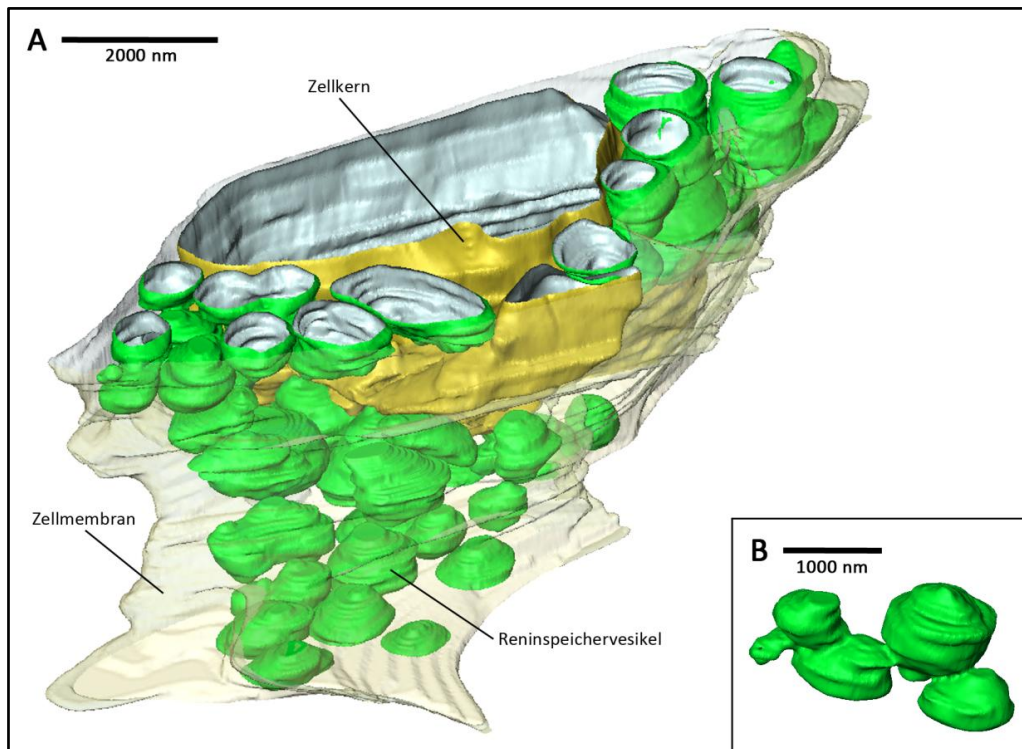 A
2000 nm
Zellkern
Zellmembran
Reninspeichervesikel
B
1000 nm